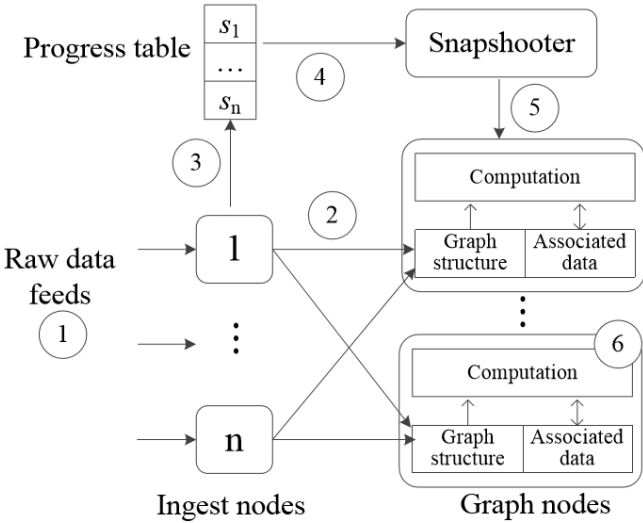 Progress table
s1
...
sn
4
Snapshooter
5
3
Computation
Graph structure
Associated data
2
1
Raw data
feeds
1
⋮
⋮
6
Computation
Graph structure
Associated data
n
Ingest nodes
Graph nodes